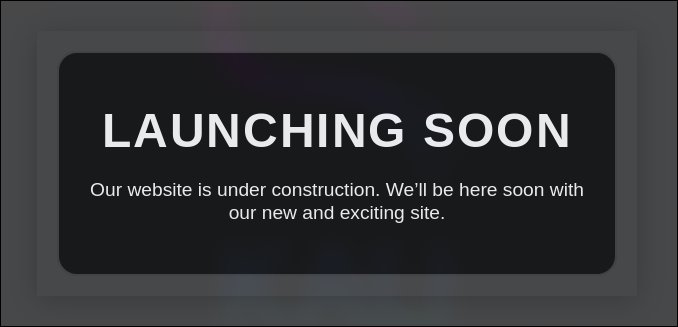 LAUNCHING SOON
Our website is under construction. We’ll be here soon with
our new and exciting site.